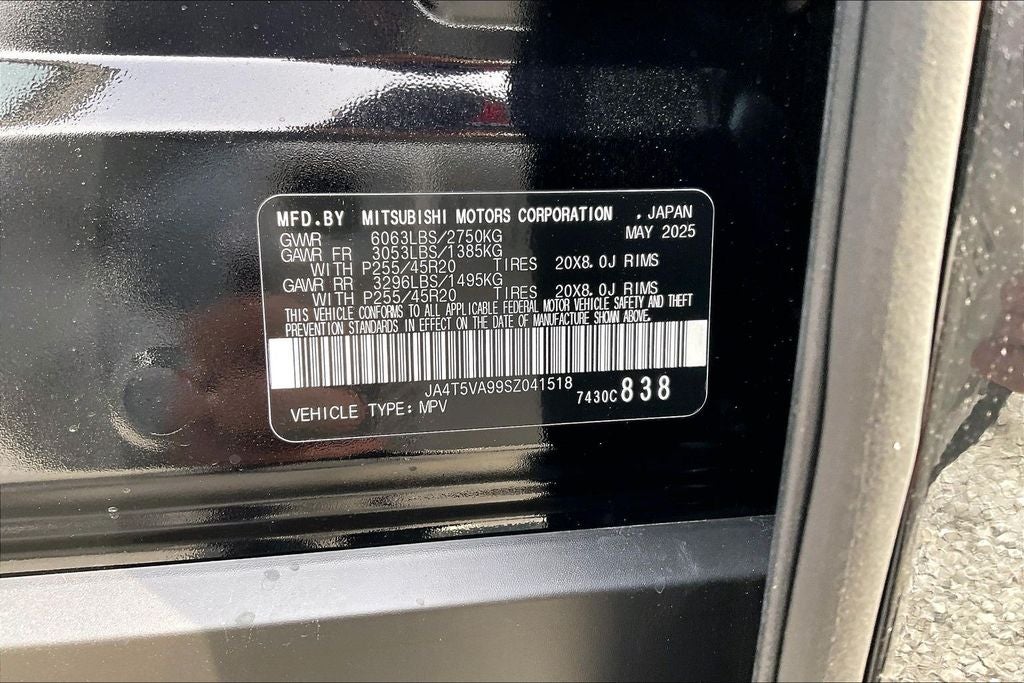 MFD.BY MITSUBISHI MOTORS CORPORATION , JAPAN
GVWR 6063LBS/2750KG MAY 2025
GAWR FR 3053LBS/1385KG
WITH P255/45R20 TIRES 20X8.0J RIMS
GAWR RR 3296LBS/1495KG
WITH P255/45R20 TIRES 20X8.0J RIMS
THIS VEHICLE CONFORMS TO ALL APPLICABLE FEDERAL MOTOR VEHICLE SAFETY AND THEFT
PREVENTION STANDARDS IN EFFECT ON THE DATE OF MANUFACTURE SHOWN ABOVE.
JA4T5VA99SZ041518 7430C838
VEHICLE TYPE: MPV